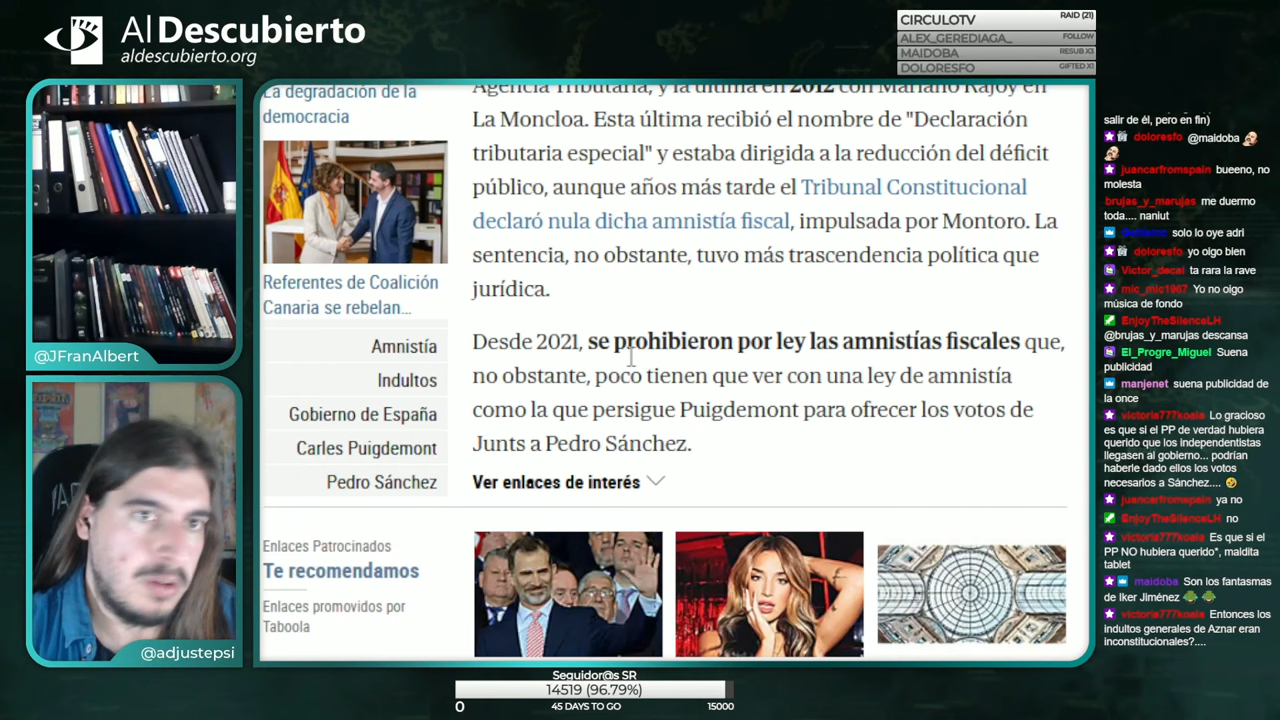 Al Descubierto
aldescubierto.org
CIRCULOTV RAID (21)
ALEX_GEREDIAGA_ FOLLOW
MAIDOBA RESUB X3
DOLORESFO GIFTED X1
@JFranAlbert
@adjustepsi
La degradación de la
democracia
Referentes de Coalición
Canaria se rebelan...
Amnistía
Indultos
Gobierno de España
Carles Puigdemont
Pedro Sánchez
Agencia Tributaria, y la última en 2012 con Mariano Rajoy en
La Moncloa. Esta última recibió el nombre de "Declaración
tributaria especial" y estaba dirigida a la reducción del déficit
público, aunque años más tarde el Tribunal Constitucional
declaró nula dicha amnistía fiscal, impulsada por Montoro. La
sentencia, no obstante, tuvo más trascendencia política que
jurídica.
Desde 2021, se prohibieron por ley las amnistías fiscales que,
no obstante, poco tienen que ver con una ley de amnistía
como la que persigue Puigdemont para ofrecer los votos de
Junts a Pedro Sánchez.
Ver enlaces de interés
Enlaces Patrocinados
Te recomendamos
Enlaces promovidos por
Taboola
salir de él, pero en fin)
doloresfo @maidoba
juancarfromspain bueeno, no
molesta
brujas_y_marujas me duermo
toda.... naniut
solo lo oye adri
doloresfo yo oigo bien
Victor_decai ta rara la rave
mic_mic1967 Yo no oigo
música de fondo
EnjoyTheSilenceLH
@brujas_y_marujas descansa
El_Progre_Miguel Suena
publicidad
manjenet suena publicidad de
la once
victoria777koala Lo gracioso
es que si el PP de verdad hubiera
querido que los independentistas
llegasen al gobierno... podrían
haberle dado ellos los votos
necesarios a Sánchez....
juancarfromspain ya no
EnjoyTheSilenceLH no
victoria777koala Es que si el
PP NO hubiera querido*, maldita
tablet
maidoba Son los fantasmas
de Iker Jiménez
victoria777koala Entonces los
indultos generales de Aznar eran
inconstitucionales?....
Seguidor@s SR
14519 (96.79%)
0 45 DAYS TO GO 15000